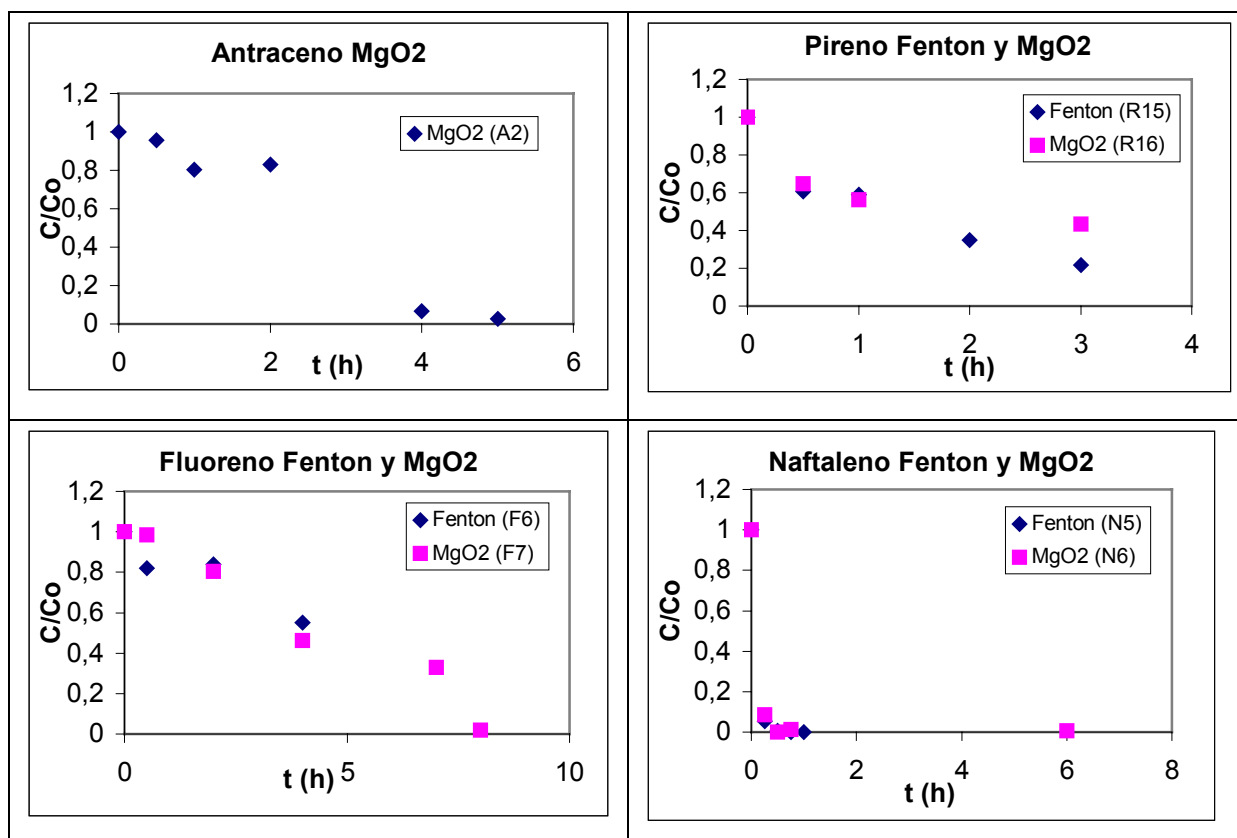 Antraceno MgO2
1,2
1
0,8
0,6
0,4
0,2
0
C/Co
MgO2 (A2)
0 2 4 6
t (h)
Pireno Fenton y MgO2
1,2
1
0,8
0,6
0,4
0,2
0
C/Co
Fenton (R15)
MgO2 (R16)
0 1 2 3 4
t (h)
Fluoreno Fenton y MgO2
1,2
1
0,8
0,6
0,4
0,2
0
C/Co
Fenton (F6)
MgO2 (F7)
0 5 10
t (h)
Naftaleno Fenton y MgO2
1,2
1
0,8
0,6
0,4
0,2
0
C/Co
Fenton (N5)
MgO2 (N6)
0 2 4 6 8
t (h)